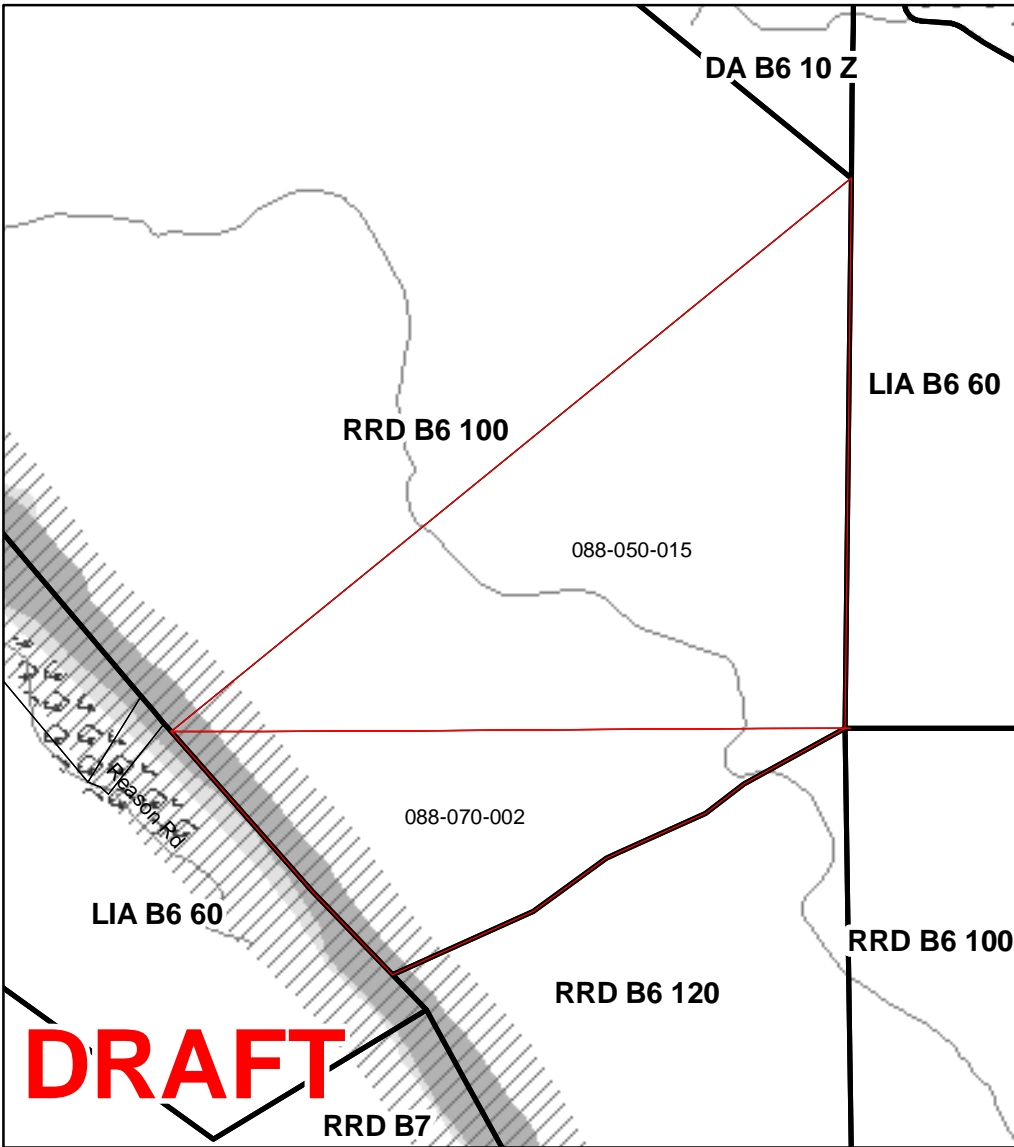 DA B6 10 Z
LIA B6 60
RRD B6 100
088-050-015
Reason Rd
088-070-002
LIA B6 60
RRD B6 100
RRD B6 120
DRAFT
RRD B7